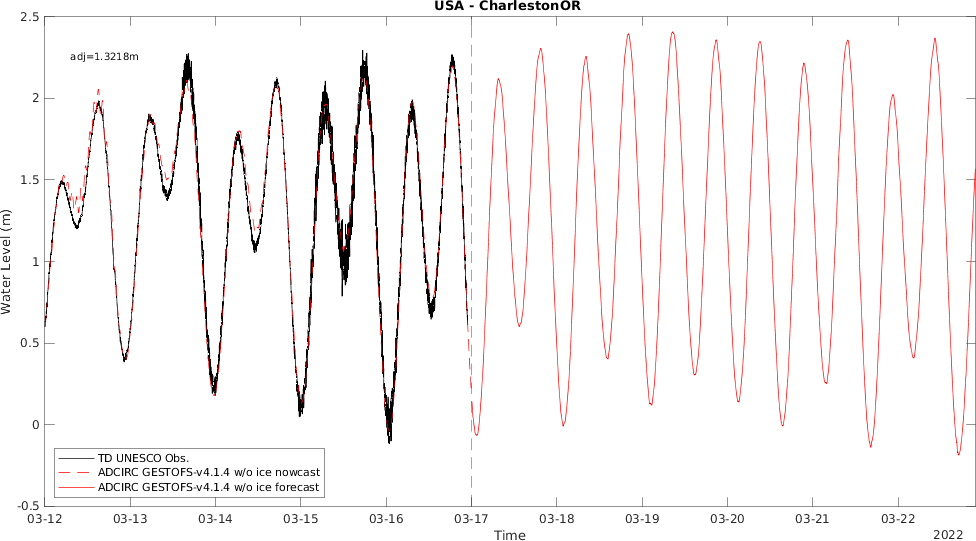 USA - CharlestonOR
2.5
adj=1.3218m
2
1.5
1
0.5
0
-0.5
Water Level (m)
TD UNESCO Obs.
ADCIRC GESTOFS-v4.1.4 w/o ice nowcast
ADCIRC GESTOFS-v4.1.4 w/o ice forecast
03-12 03-13 03-14 03-15 03-16 03-17 03-18 03-19 03-20 03-21 03-22
Time
2022